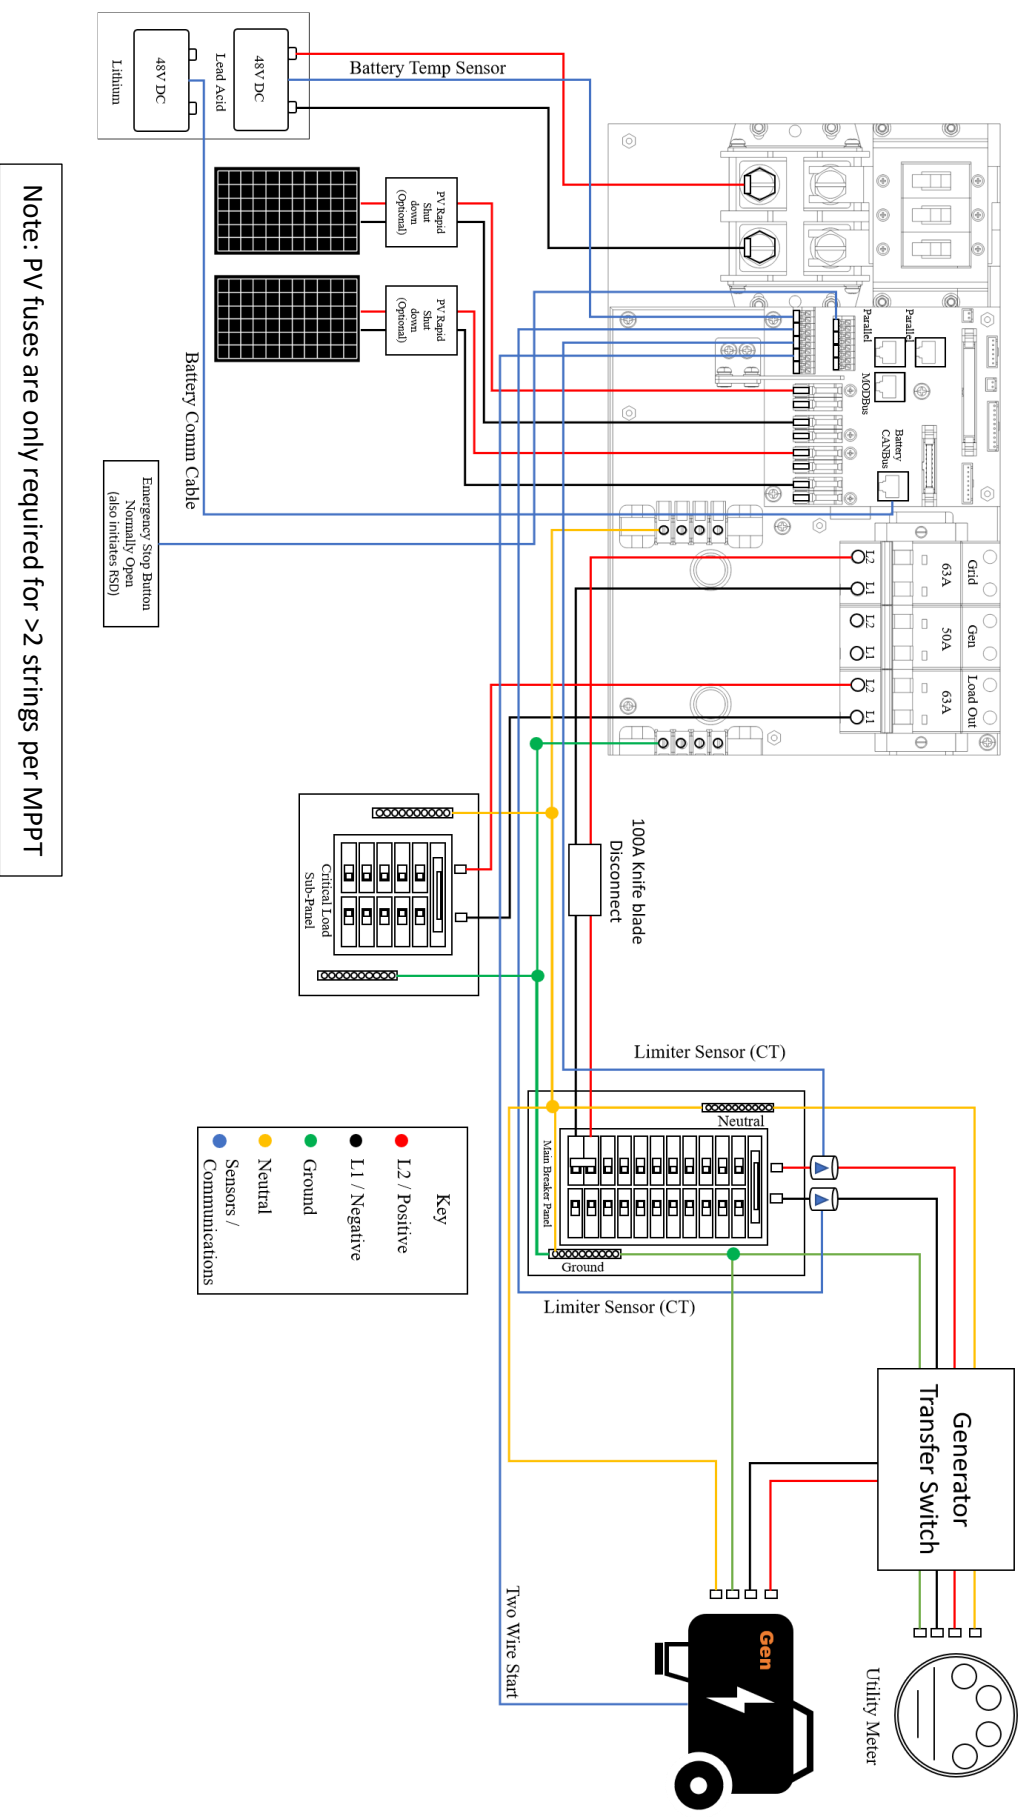 Battery Temp Sensor
48V DC
Lead Acid
48V DC
Lithium
PV Rapid
Shut
down
(Optional)
PV Rapid
Shut
down
(Optional)
Battery Comm Cable
Emergency Stop Button
Normally Open
(also initiates RSD)
Note: PV fuses are only required for >2 strings per MPPT
Parallel
Parallel
MODBus
Battery
CANBus
L2
L1
63A
Grid
L2
L1
50A
Gen
L2
L1
63A
Load Out
100A Knife blade
Disconnect
Critical Load
Sub-Panel
Limiter Sensor (CT)
Neutral
Main Breaker Panel
Ground
Limiter Sensor (CT)
Key
L2 / Positive
L1 / Negative
Ground
Neutral
Sensors /
Communications
Generator
Transfer Switch
Two Wire Start
Gen
Utility Meter